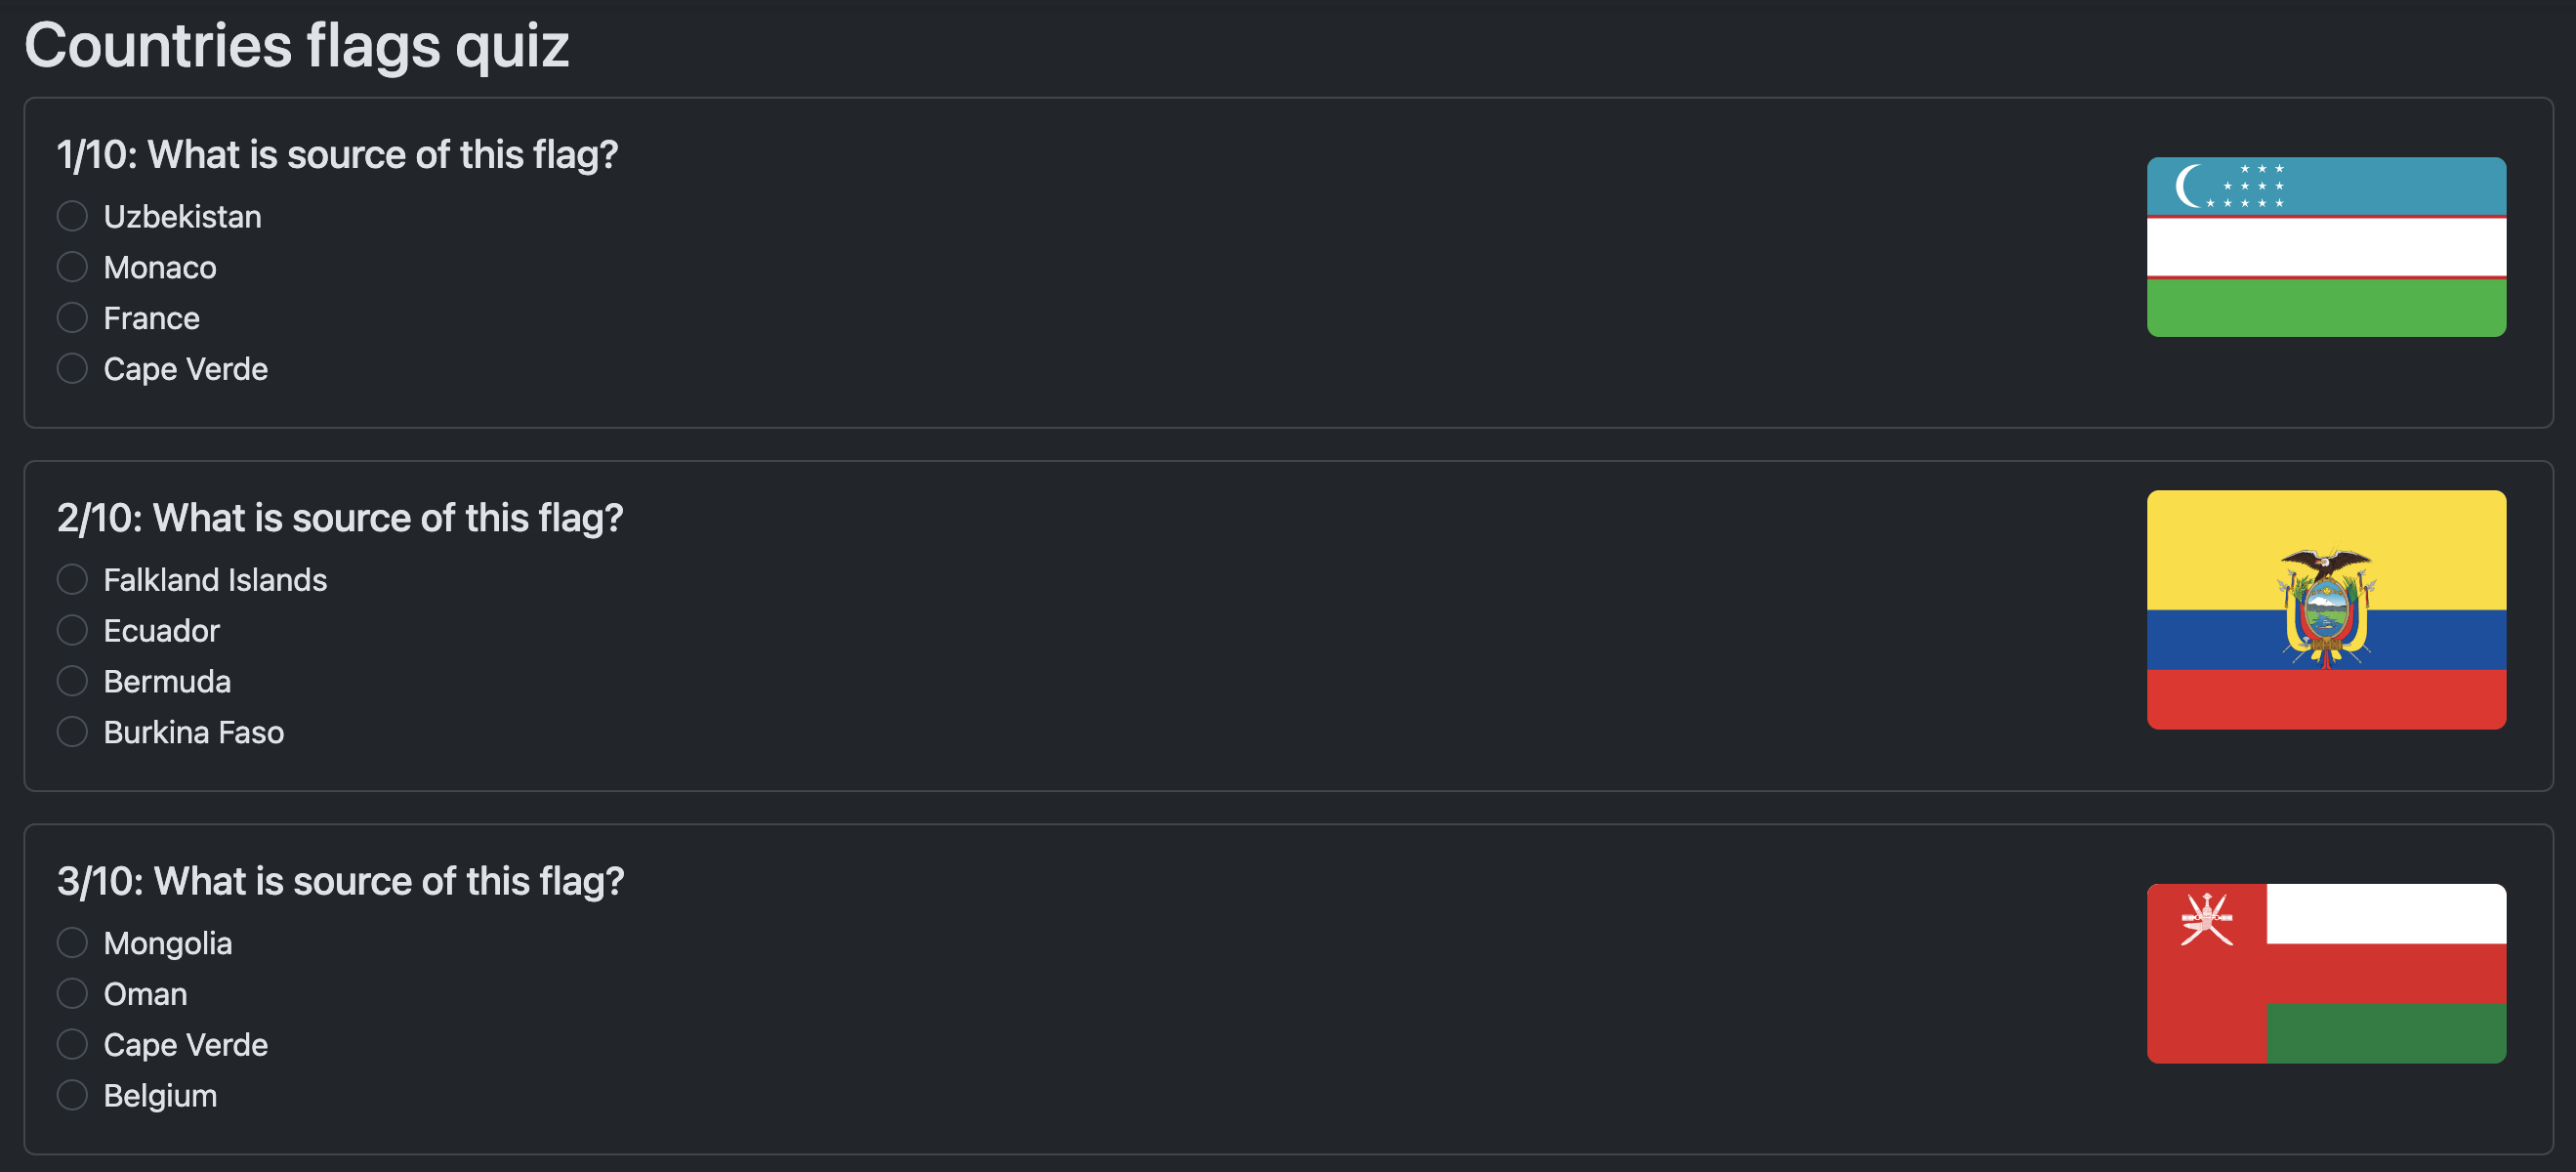 Countries flags quiz
1/10: What is source of this flag?
Uzbekistan
Monaco
France
Cape Verde
2/10: What is source of this flag?
Falkland Islands
Ecuador
Bermuda
Burkina Faso
3/10: What is source of this flag?
Mongolia
Oman
Cape Verde
Belgium